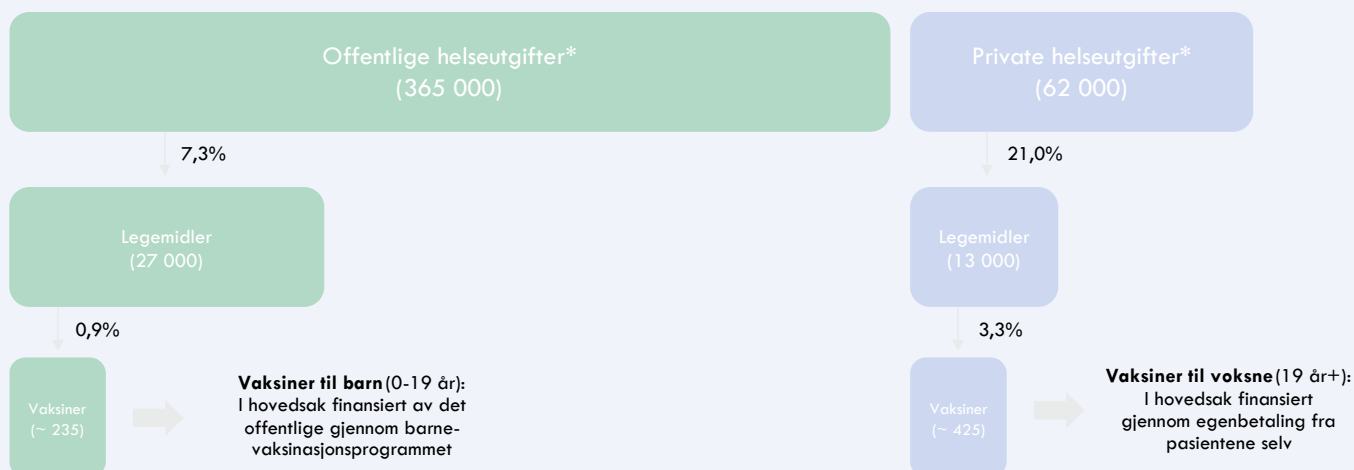 Offentlige helseutgifter*
(365 000)
Private helseutgifter*
(62 000)
7,3%
21,0%
Legemidler
(27 000)
Legemidler
(13 000)
0,9%
3,3%
Vaksiner
(~ 235)
Vaksiner til barn (0-19 år):
I hovedsak finansiert av det
offentlige gjennom barne-
vaksinasjonsprogrammet
Vaksiner
(~ 425)
Vaksiner til voksne (19 år+):
I hovedsak finansiert
gjennom egenbetaling fra
pasientene selv